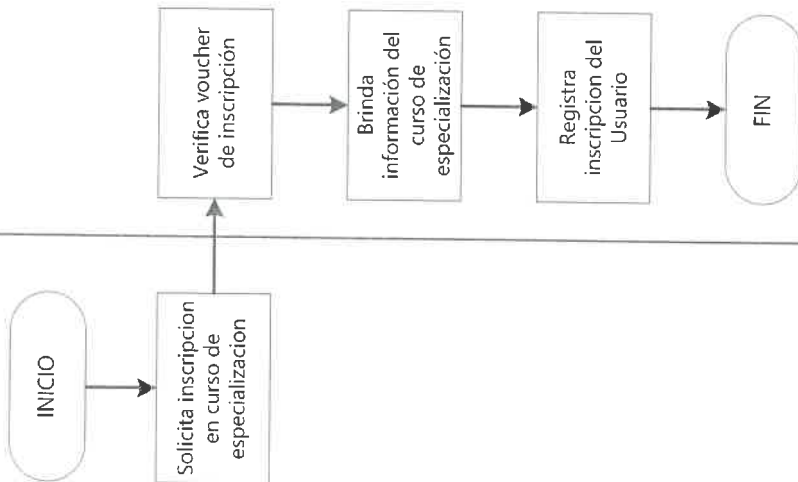 INICIO
Solicita inscripcion
en curso de
especializacion
Verifica voucher
de inscripción
Brinda
información del
curso de
especialización
Registra
inscripcion del
Usuario
FIN